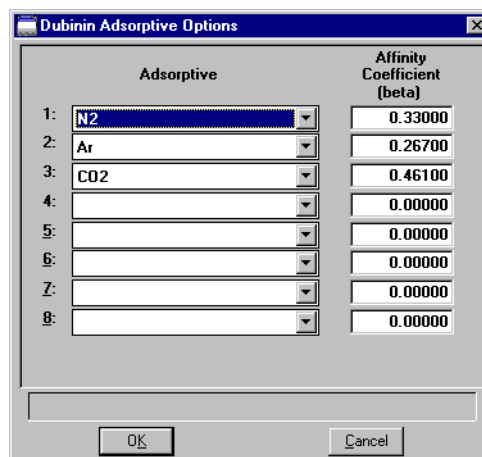 Dubinin Adsorptive Options
Adsorptive
Affinity
Coefficient
(beta)
1: N2 0.33000
2: Ar 0.26700
3: CO2 0.46100
4: 0.00000
5: 0.00000
6: 0.00000
7: 0.00000
8: 0.00000
OK Cancel